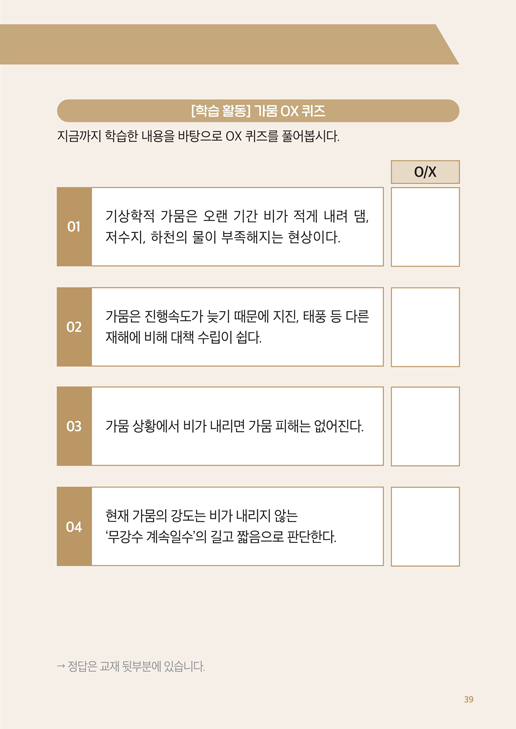 [학습 활동] 가뭄 OX 퀴즈
지금까지 학습한 내용을 바탕으로 OX 퀴즈를 풀어봅시다.
O/X
01
기상학적 가뭄은 오랜 기간 비가 적게 내려 댐,
저수지, 하천의 물이 부족해지는 현상이다.
02
가뭄은 진행속도가 늦기 때문에 지진, 태풍 등 다른
재해에 비해 대책 수립이 쉽다.
03
가뭄 상황에서 비가 내리면 가뭄 피해는 없어진다.
04
현재 가뭄의 강도는 비가 내리지 않는
‘무강수 계속일수’의 길고 짧음으로 판단한다.
→ 정답은 교재 뒷부분에 있습니다.
39